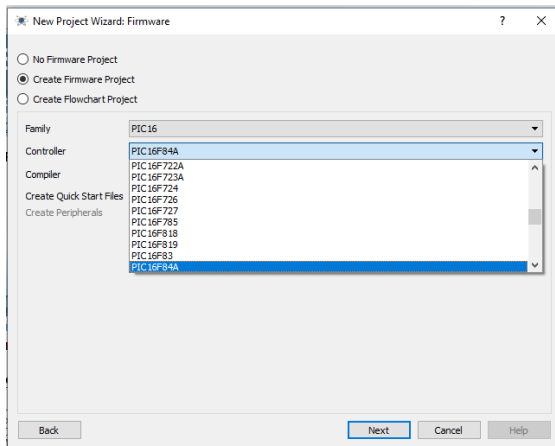 New Project Wizard: Firmware
No Firmware Project
Create Firmware Project
Create Flowchart Project
Family PIC16
Controller PIC16F84A
PIC16F722A
Compiler PIC16F723A
PIC16F724
Create Quick Start Files PIC16F726
Create Peripherals PIC16F727
PIC16F785
PIC16F818
PIC16F819
PIC16F83
PIC16F84A
Back Next Cancel Help